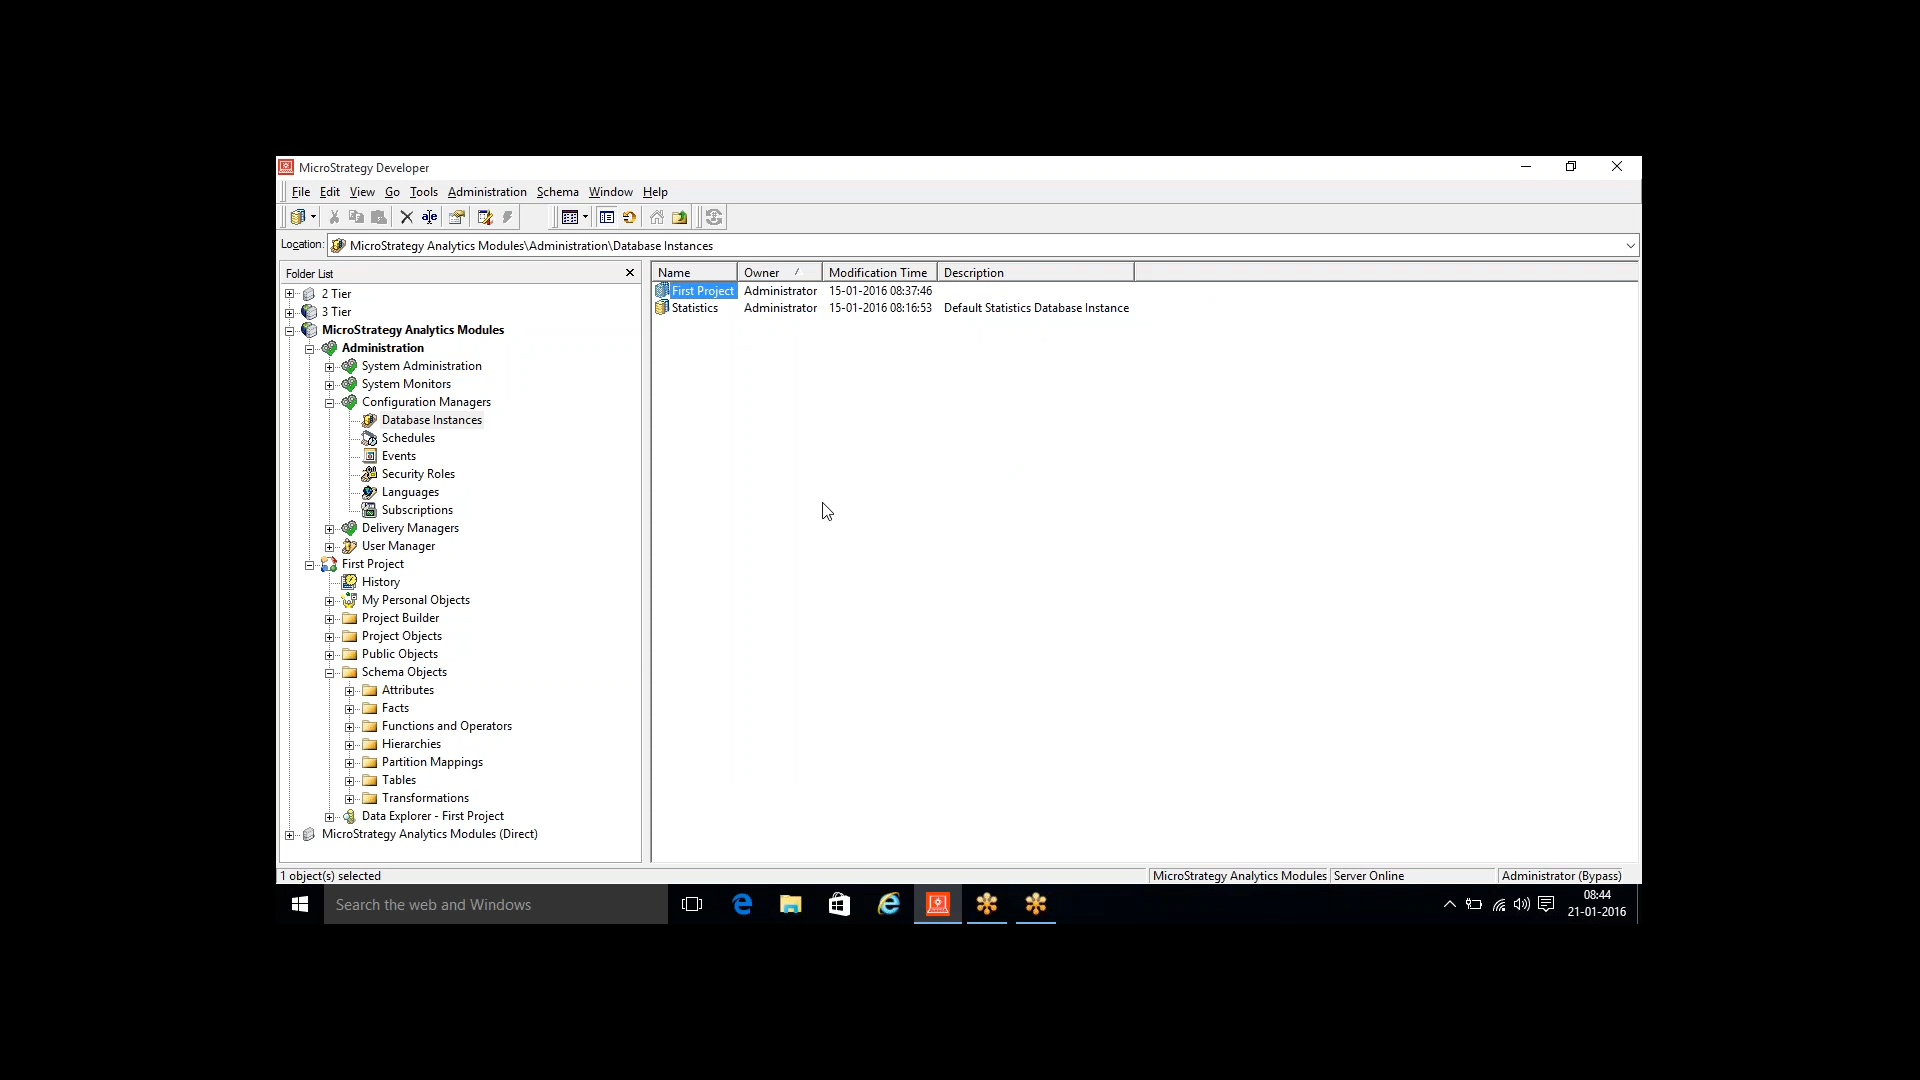 MicroStrategy Developer
File Edit View Go Tools Administration Schema Window Help
Location: MicroStrategy Analytics Modules\Administration\Database Instances
Folder List
2 Tier
3 Tier
MicroStrategy Analytics Modules
Administration
System Administration
System Monitors
Configuration Managers
Database Instances
Schedules
Events
Security Roles
Languages
Subscriptions
Delivery Managers
User Manager
First Project
History
My Personal Objects
Project Builder
Project Objects
Public Objects
Schema Objects
Attributes
Facts
Functions and Operators
Hierarchies
Partition Mappings
Tables
Transformations
Data Explorer - First Project
MicroStrategy Analytics Modules (Direct)
Name Owner Modification Time Description
First Project Administrator 15-01-2016 08:37:46
Statistics Administrator 15-01-2016 08:16:53 Default Statistics Database Instance
1 object(s) selected MicroStrategy Analytics Modules Server Online Administrator (Bypass)
Search the web and Windows
08:44
21-01-2016